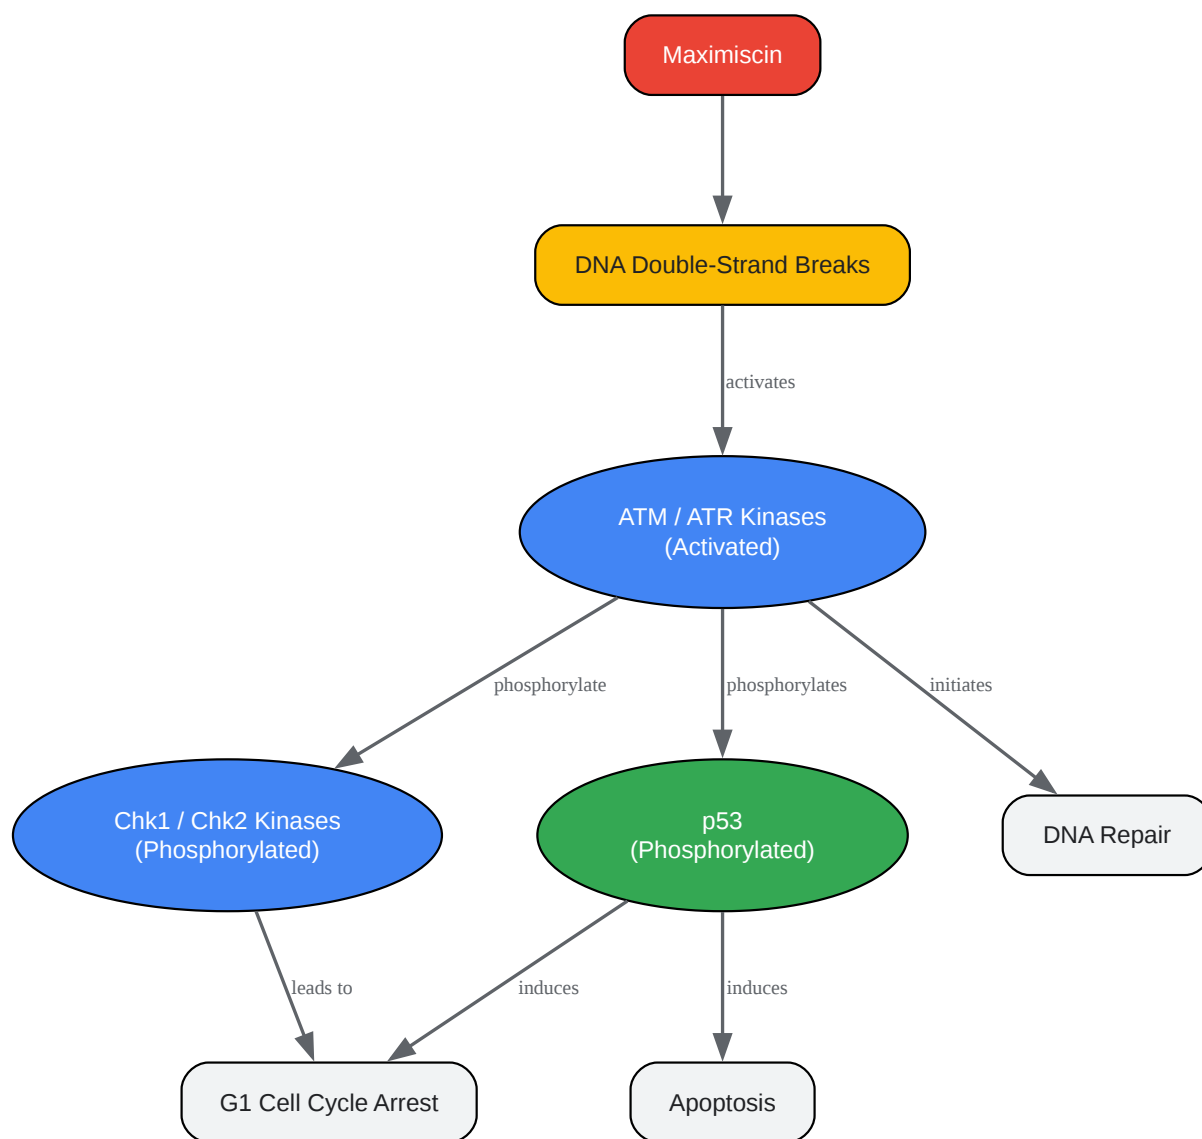 Maximiscin
DNA Double-Strand Breaks
activates
ATM / ATR Kinases
(Activated)
phosphorylate
phosphorylates
initiates
Chk1 / Chk2 Kinases
(Phosphorylated)
p53
(Phosphorylated)
DNA Repair
leads to
induces
induces
G1 Cell Cycle Arrest
Apoptosis